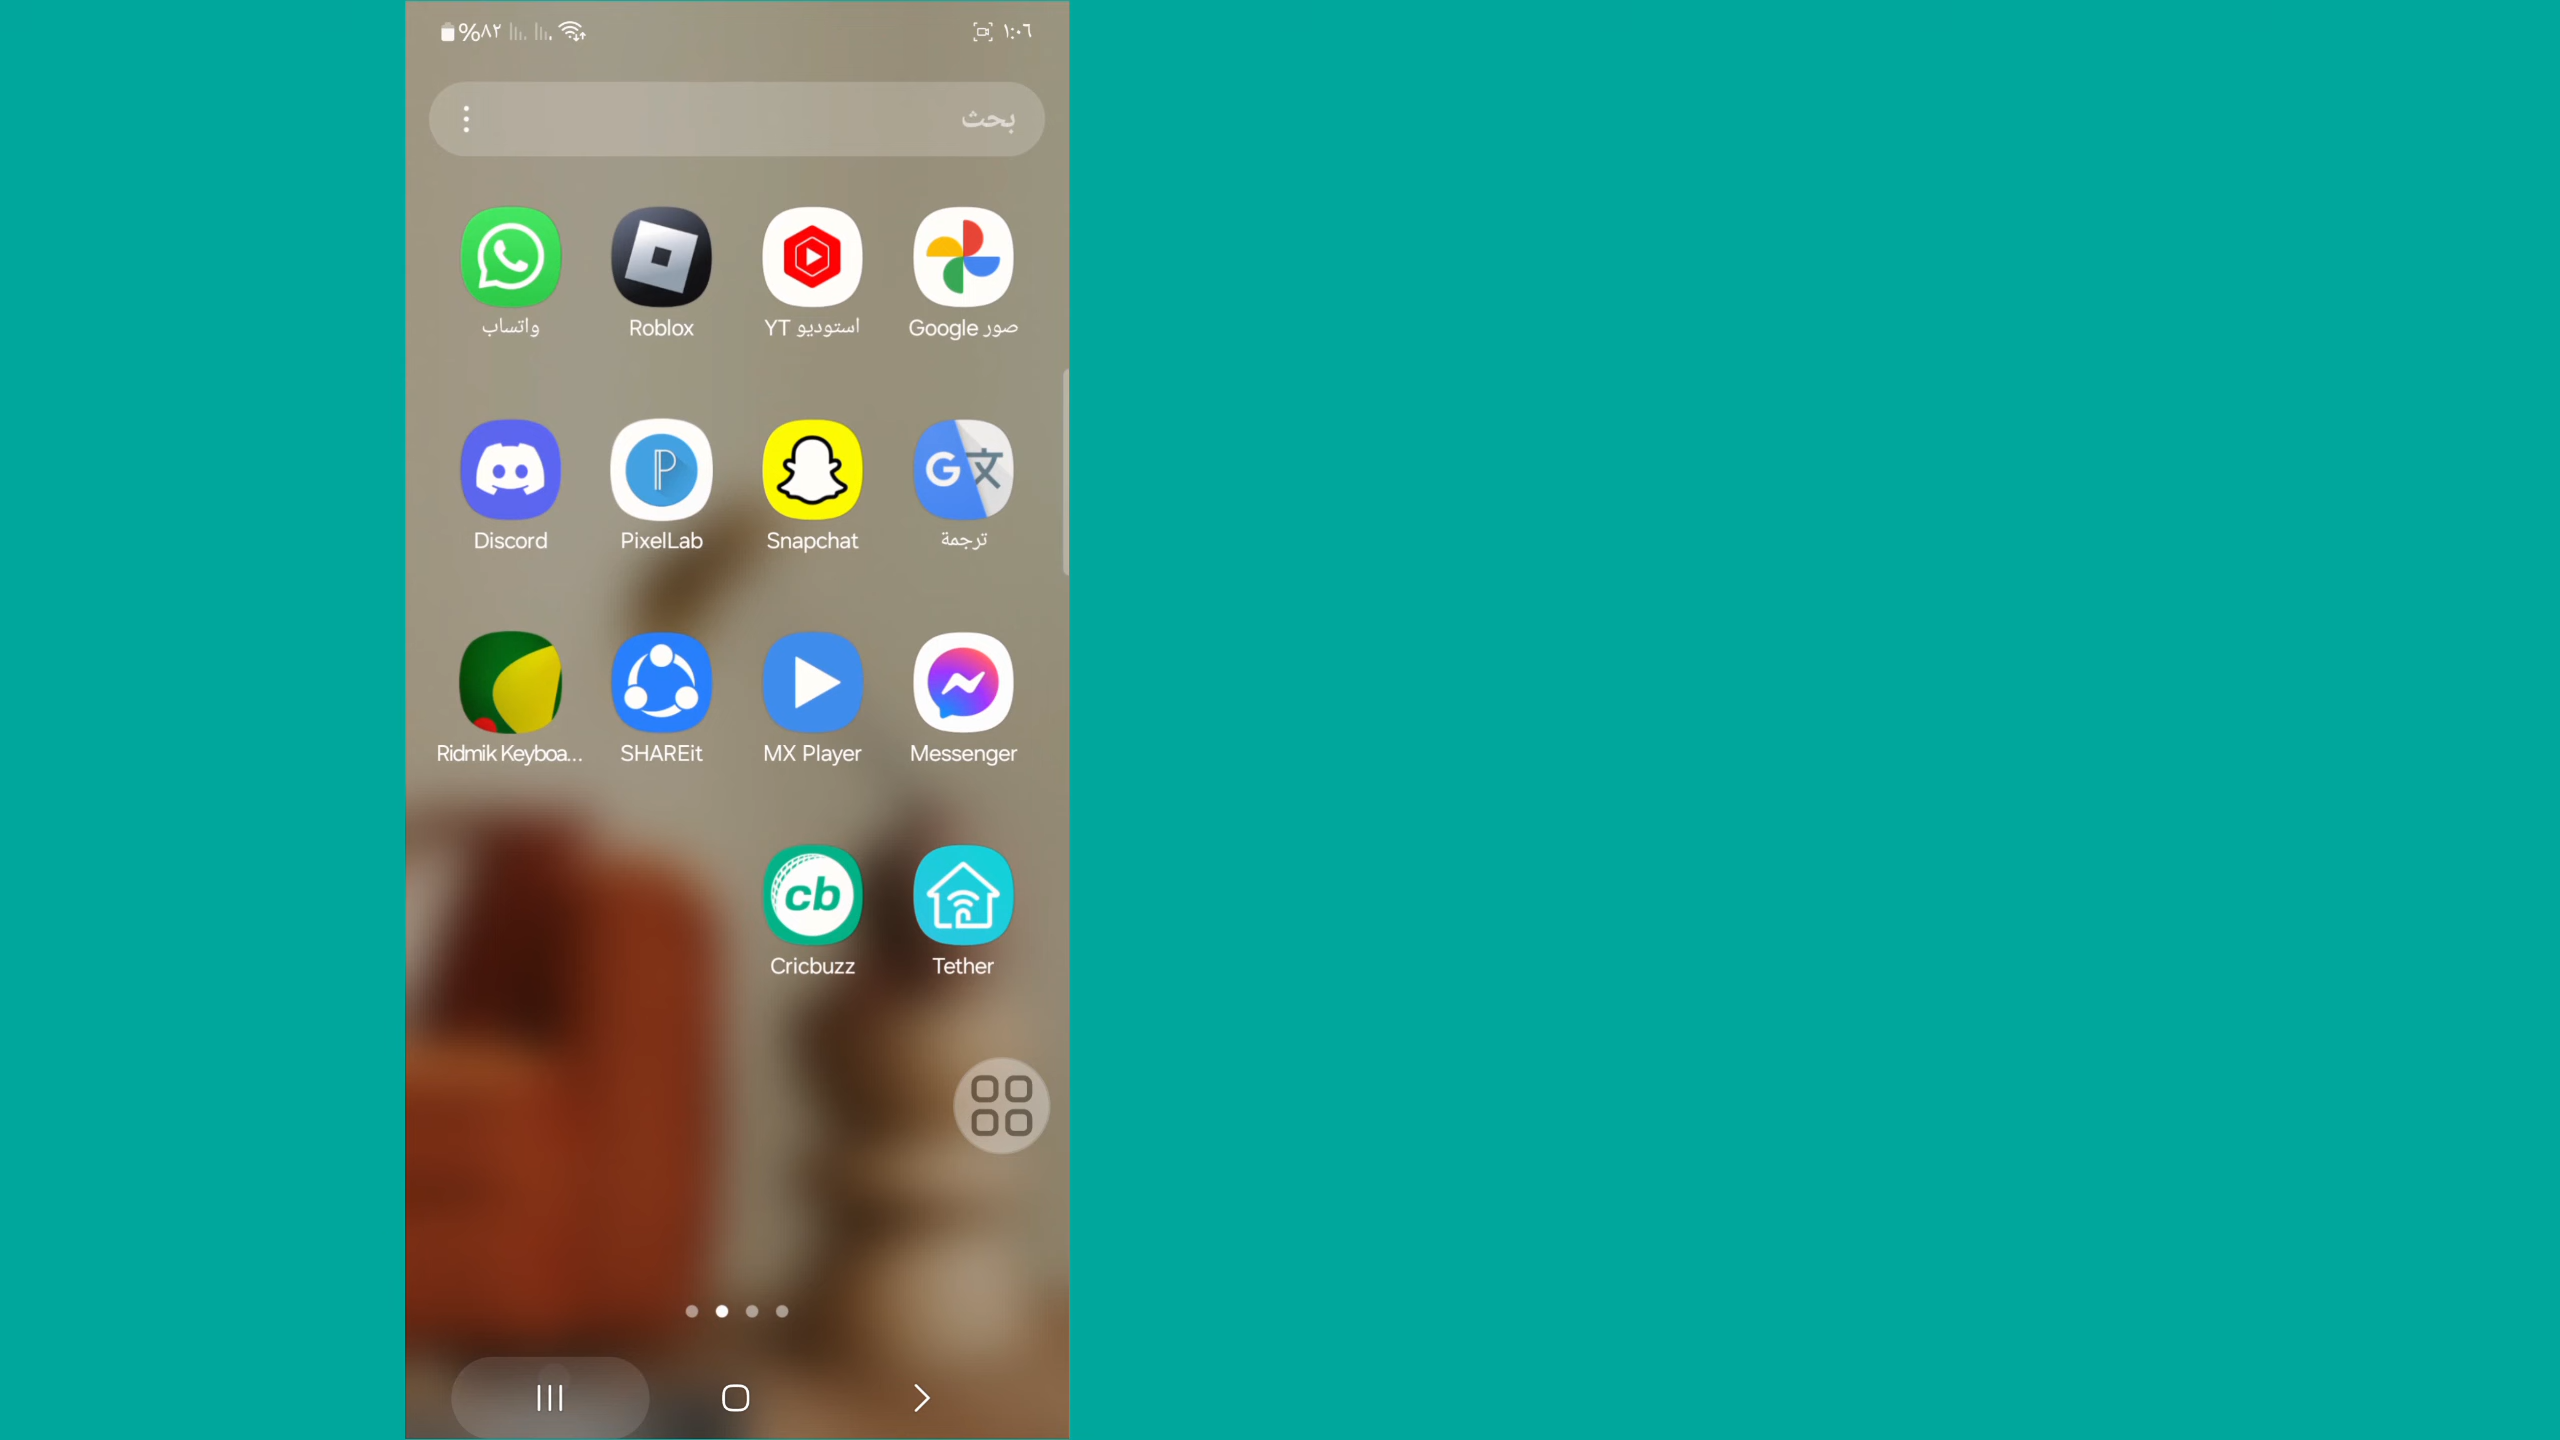 ١:٠٦
%٨٢
بحث
صور Google
استوديو YT
Roblox
واتساب
ترجمة
Snapchat
PixelLab
Discord
Messenger
MX Player
SHAREit
Ridmik Keyboa...
Tether
Cricbuzz
cb